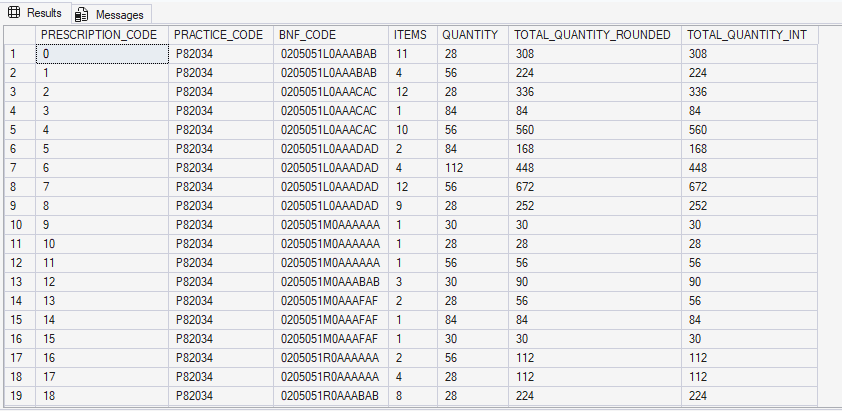 Results Messages
PRESCRIPTION_CODE PRACTICE_CODE BNF_CODE ITEMS QUANTITY TOTAL_QUANTITY_ROUNDED TOTAL_QUANTITY_INT
1 0 P82034 0205051L0AAABAB 11 28 308 308
2 1 P82034 0205051L0AAABAB 4 56 224 224
3 2 P82034 0205051L0AAACAC 12 28 336 336
4 3 P82034 0205051L0AAACAC 1 84 84 84
5 4 P82034 0205051L0AAACAC 10 56 560 560
6 5 P82034 0205051L0AAADAD 2 84 168 168
7 6 P82034 0205051L0AAADAD 4 112 448 448
8 7 P82034 0205051L0AAADAD 12 56 672 672
9 8 P82034 0205051L0AAADAD 9 28 252 252
10 9 P82034 0205051M0AAAAAA 1 30 30 30
11 10 P82034 0205051M0AAAAAA 1 28 28 28
12 11 P82034 0205051M0AAAAAA 1 56 56 56
13 12 P82034 0205051M0AAABAB 3 30 90 90
14 13 P82034 0205051M0AAAFAF 2 28 56 56
15 14 P82034 0205051M0AAAFAF 1 84 84 84
16 15 P82034 0205051M0AAAFAF 1 30 30 30
17 16 P82034 0205051R0AAAAAA 2 56 112 112
18 17 P82034 0205051R0AAAAAA 4 28 112 112
19 18 P82034 0205051R0AAABAB 8 28 224 224